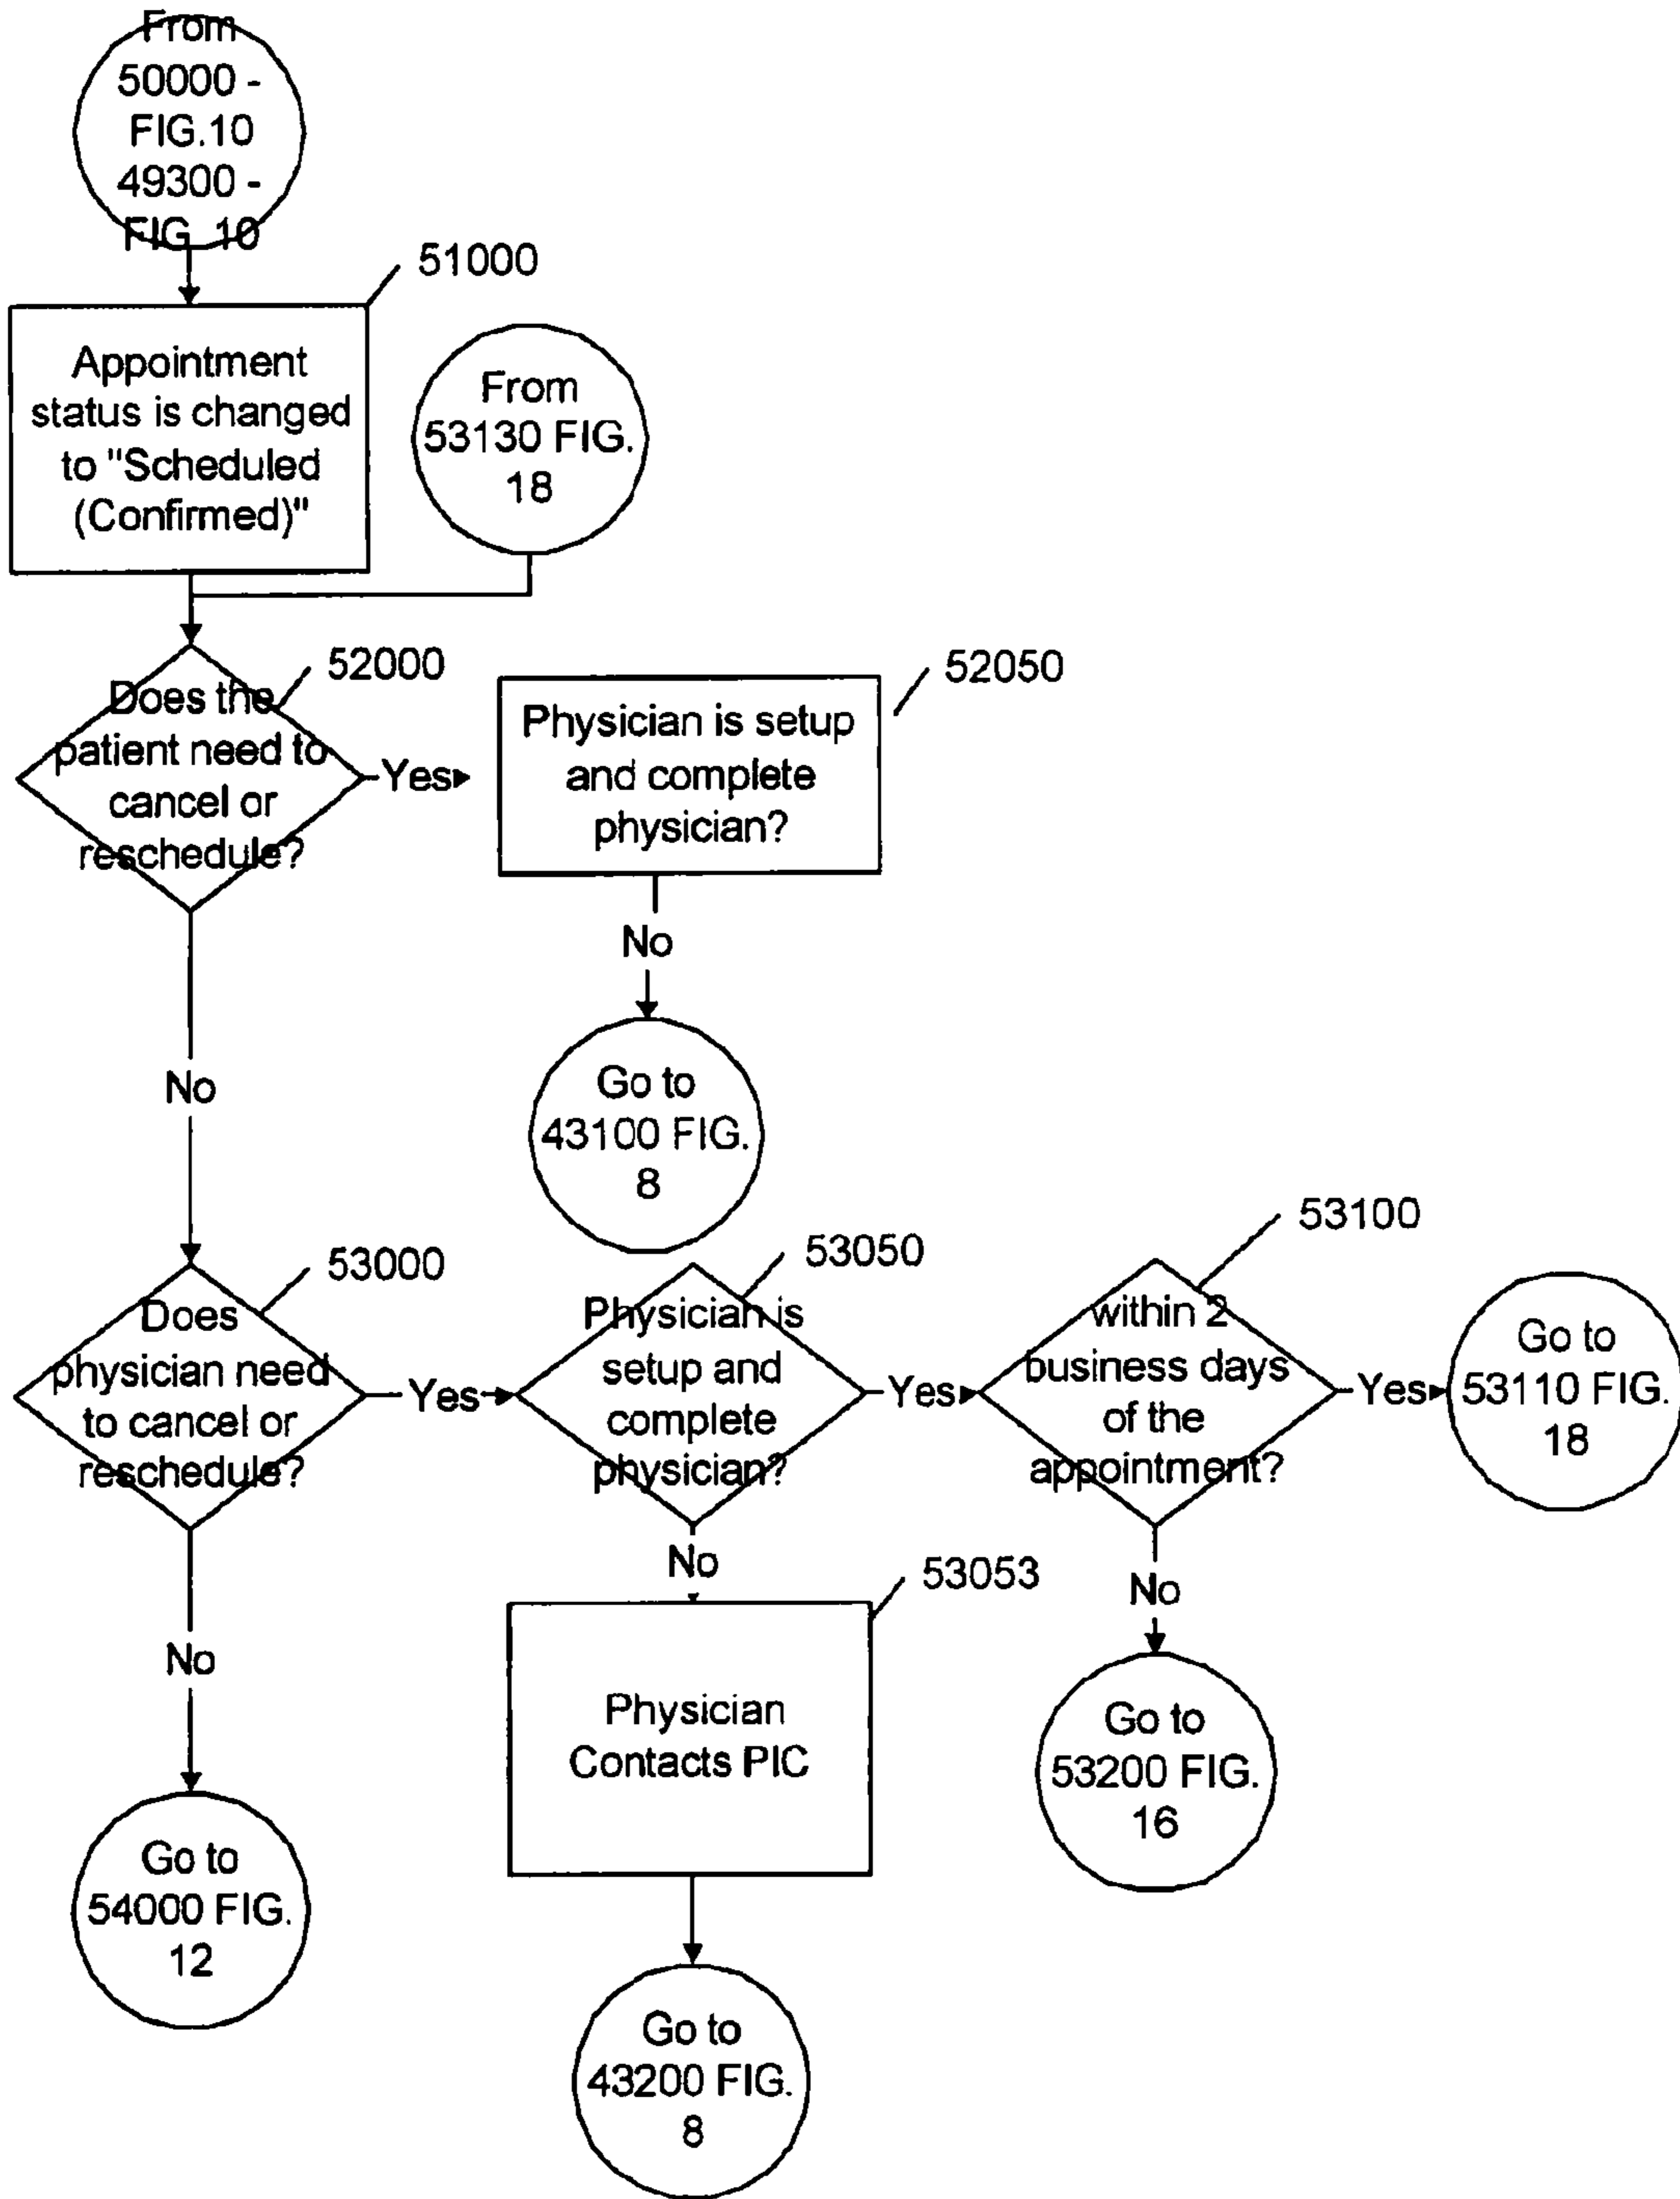 From
50000 -
FIG.10
49300 -
FIG. 10
51000
Appointment
status is changed
to "Scheduled
(Confirmed)"
From
53130 FIG.
18
52000
Does the
patient need to
cancel or
reschedule?
Yes
52050
Physician is setup
and complete
physician?
No
Go to
43100 FIG.
8
No
53000
Does
physician need
to cancel or
reschedule?
Yes
53050
Physician is
setup and
complete
physician?
Yes
53100
within 2
business days
of the
appointment?
Yes
Go to
53110 FIG.
18
No
Go to
54000 FIG.
12
No
53053
Physician
Contacts PIC
Go to
43200 FIG.
8
No
Go to
53200 FIG.
16